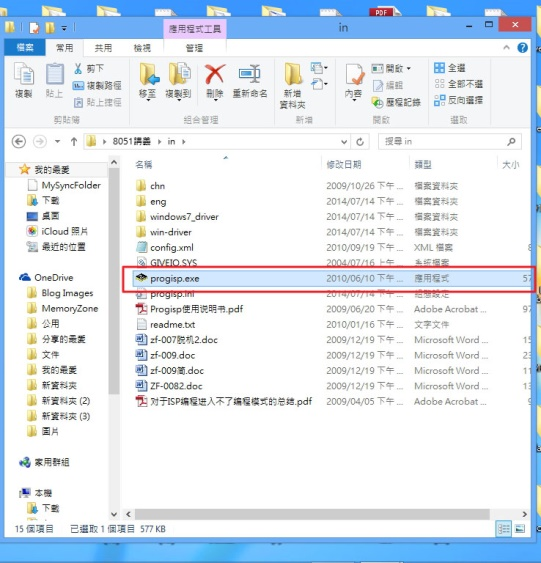 PDF
應用程式工具
in
檔案 常用 共用 檢視 管理
複製 貼上 剪下 複製路徑 貼上捷徑
移至 複製到 刪除 重新命名
新增資料夾
內容 開啟 編輯 歷程記錄
全選 全部不選 反向選擇
剪貼簿 組合管理 新增 開啟 選取
8051講義 in 搜尋 in
名稱 修改日期 類型 大小
我的最愛
MySyncFolder
下載
桌面
iCloud 照片
最近的位置
OneDrive
Blog Images
MemoryZone
公用
分享的最愛
文件
我的最愛
新資料夾
新資料夾 (2)
新資料夾 (3)
圖片
家用群組
本機
下載
chn 2009/10/26 下午 ... 檔案資料夾
eng 2014/07/14 下午 ... 檔案資料夾
windows7_driver 2014/07/14 下午 ... 檔案資料夾
win-driver 2014/07/14 下午 ... 檔案資料夾
config.xml 2010/09/19 下午 ... XML 檔案 8
GIVEIO.SYS 2004/07/16 上午 ... 系統檔案
progisp.exe 2010/06/10 下午 ... 應用程式 57
progisp.ini 2014/07/14 下午 ... 組態設定
Progisp使用说明书.pdf 2009/06/20 下午 ... Adobe Acrobat ... 97
readme.txt 2010/01/16 下午 ... 文字文件
zf-007脱机2.doc 2009/12/19 下午 ... Microsoft Word ... 15
zf-009.doc 2009/12/19 下午 ... Microsoft Word ... 23
zf-009简.doc 2009/12/19 下午 ... Microsoft Word ... 11
ZF-0082.doc 2009/12/19 下午 ... Microsoft Word ... 13
对于ISP编程进入不了编程模式的总结.pdf 2009/04/05 下午 ... Adobe Acrobat ... 9
15 個項目 已選取 1 個項目 577 KB